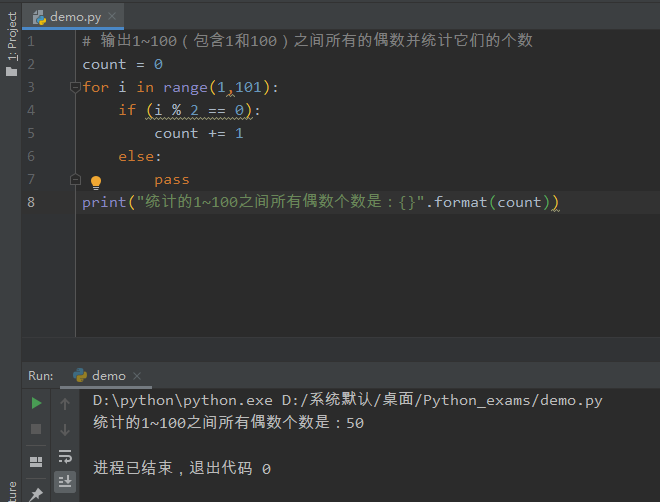 demo.py
1: Project
1 # 输出1~100（包含1和100）之间所有的偶数并统计它们的个数
2 count = 0
3 for i in range(1,101):
4     if (i % 2 == 0):
5         count += 1
6     else:
7         pass
8 print("统计的1~100之间所有偶数个数是：{}".format(count))
Run: demo
D:\python\python.exe D:/系统默认/桌面/Python_exams/demo.py
统计的1~100之间所有偶数个数是：50
进程已结束，退出代码 0